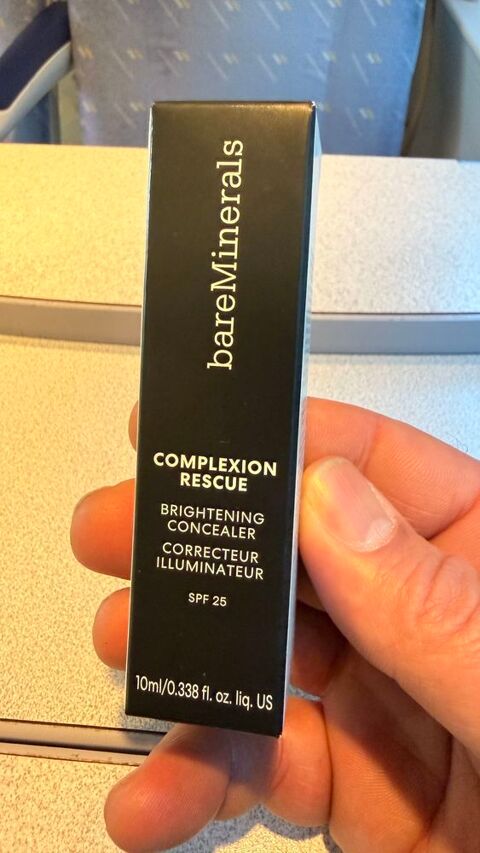 bareMinerals
COMPLEXION
RESCUE
BRIGHTENING
CONCEALER
CORRECTEUR
ILLUMINATEUR
SPF 25
10ml/0.338 fl. oz. liq. US